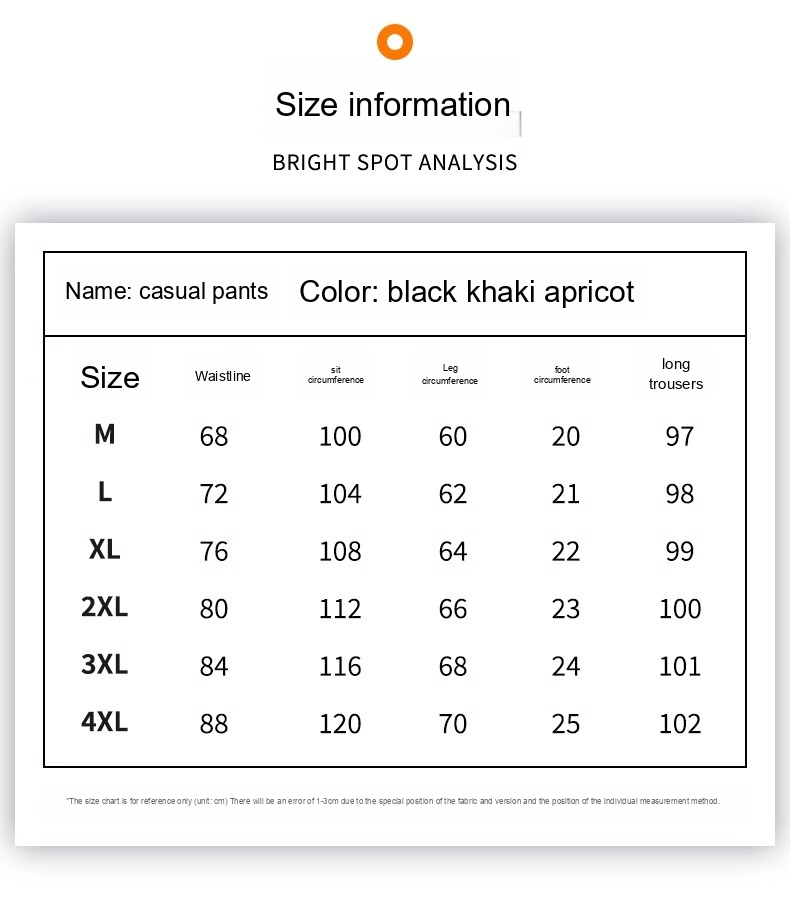 Size information
BRIGHT SPOT ANALYSIS
Name: casual pants Color: black khaki apricot
Size Waistline sit circumference Leg circumference foot circumference long trousers
M 68 100 60 20 97
L 72 104 62 21 98
XL 76 108 64 22 99
2XL 80 112 66 23 100
3XL 84 116 68 24 101
4XL 88 120 70 25 102
*The size chart is for reference only (unit: cm) There will be an error of 1-3cm due to the special position of the fabric and version and the position of the individual measurement method.